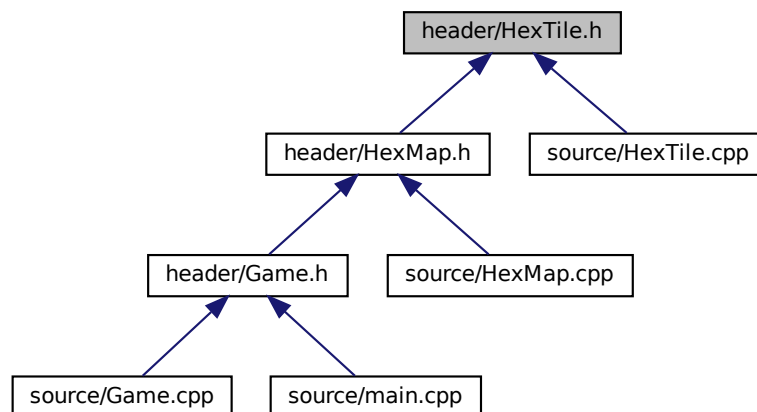 header/HexTile.h
header/HexMap.h
source/HexTile.cpp
header/Game.h
source/HexMap.cpp
source/Game.cpp
source/main.cpp